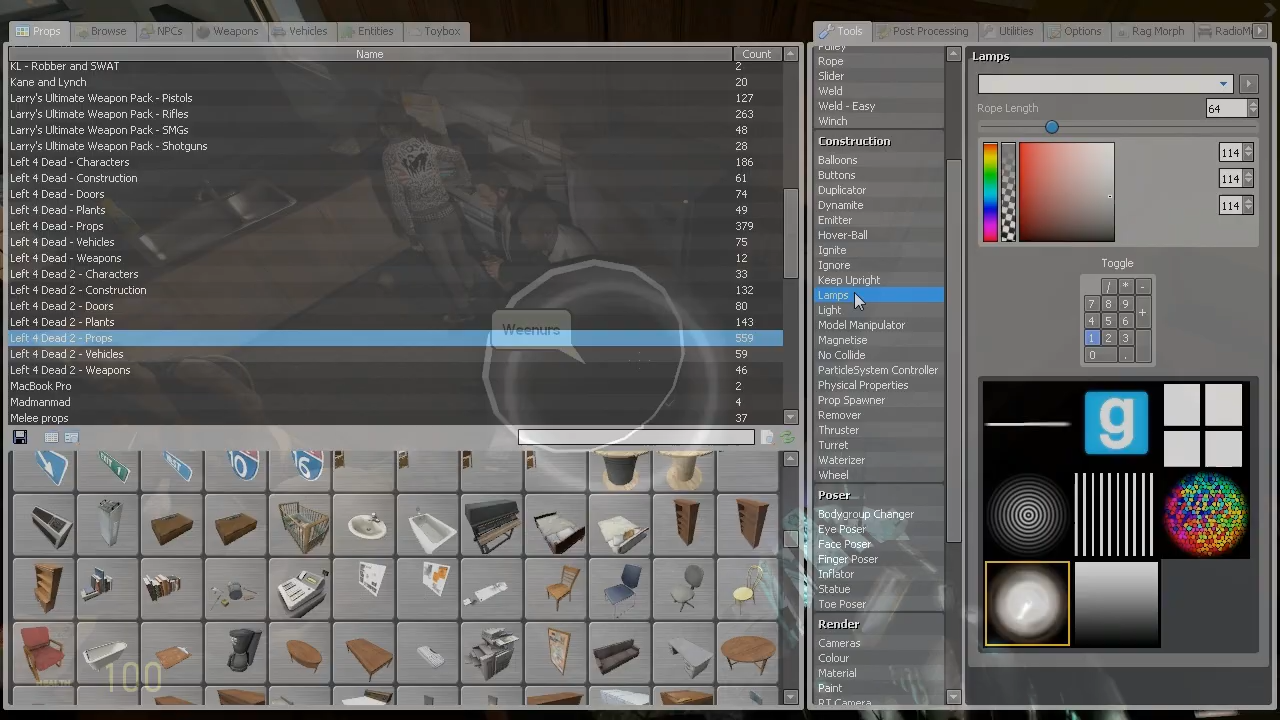 Props Browse NPCs Weapons Vehicles Entities Toybox
Name Count
KL - Robber and SWAT 2
Kane and Lynch 20
Larry's Ultimate Weapon Pack - Pistols 127
Larry's Ultimate Weapon Pack - Rifles 263
Larry's Ultimate Weapon Pack - SMGs 48
Larry's Ultimate Weapon Pack - Shotguns 28
Left 4 Dead - Characters 186
Left 4 Dead - Construction 61
Left 4 Dead - Doors 74
Left 4 Dead - Plants 49
Left 4 Dead - Props 379
Left 4 Dead - Vehicles 75
Left 4 Dead - Weapons 12
Left 4 Dead 2 - Characters 33
Left 4 Dead 2 - Construction 132
Left 4 Dead 2 - Doors 80
Left 4 Dead 2 - Plants 143
Left 4 Dead 2 - Props 559
Left 4 Dead 2 - Vehicles 59
Left 4 Dead 2 - Weapons 46
MacBook Pro 2
Madmanmad 4
Melee props 37
Weenurs
HEALTH 100
Tools Post Processing Utilities Options Rag Morph RadioM
Pulley
Rope
Slider
Weld
Weld - Easy
Winch
Construction
Balloons
Buttons
Duplicator
Dynamite
Emitter
Hover-Ball
Ignite
Ignore
Keep Upright
Lamps
Light
Model Manipulator
Magnetise
No Collide
ParticleSystem Controller
Physical Properties
Prop Spawner
Remover
Thruster
Turret
Waterizer
Wheel
Poser
Bodygroup Changer
Eye Poser
Face Poser
Finger Poser
Inflator
Statue
Toe Poser
Render
Cameras
Colour
Material
Paint
RT Camera
Lamps
Rope Length 64
114
114
114
Toggle
/ * -
7 8 9
4 5 6 +
1 2 3
0 .
g